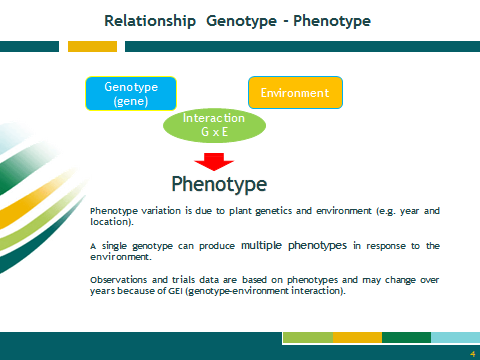 Relationship Genotype - Phenotype
Genotype
(gene)
Environment
Interaction
G x E
Phenotype
Phenotype variation is due to plant genetics and environment (e.g. year and
location).
A single genotype can produce multiple phenotypes in response to the
environment.
Observations and trials data are based on phenotypes and may change over
years because of GEI (genotype-environment interaction).
4